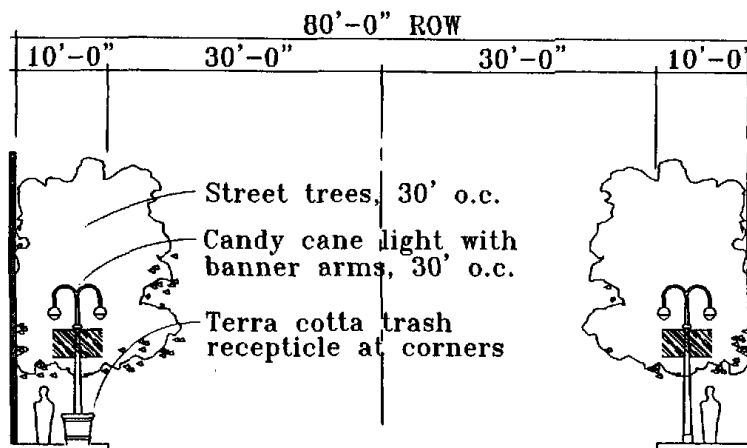 80'-0" ROW
10'-0" 30'-0" 30'-0" 10'-0"
Street trees, 30' o.c.
Candy cane light with
banner arms, 30' o.c.
Terra cotta trash
recepticle at corners